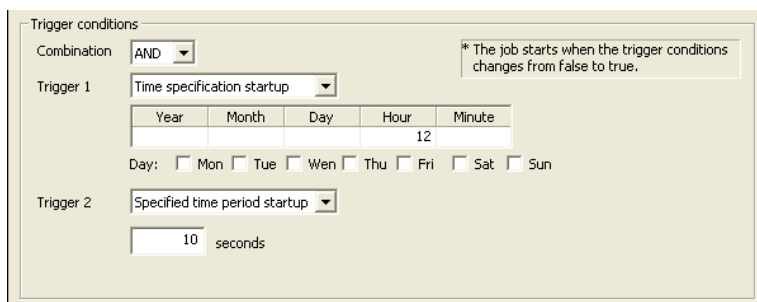 Trigger conditions
Combination AND
* The job starts when the trigger conditions
changes from false to true.
Trigger 1 Time specification startup
Year Month Day Hour Minute
12
Day: Mon Tue Wen Thu Fri Sat Sun
Trigger 2 Specified time period startup
10 seconds